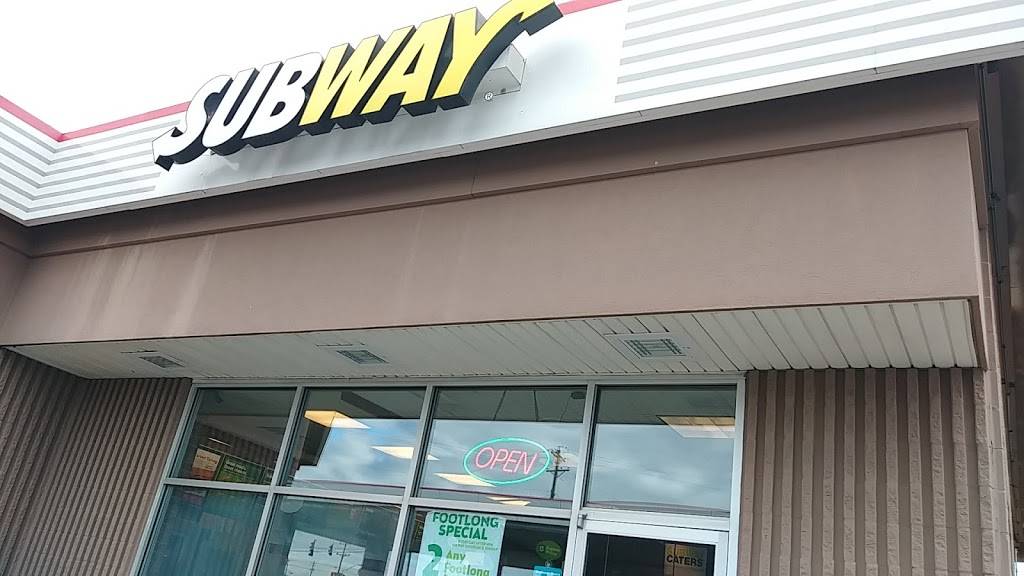 SUBWAY
OPEN
FOOTLONG
SPECIAL
2 Any
Footlong
CATERS